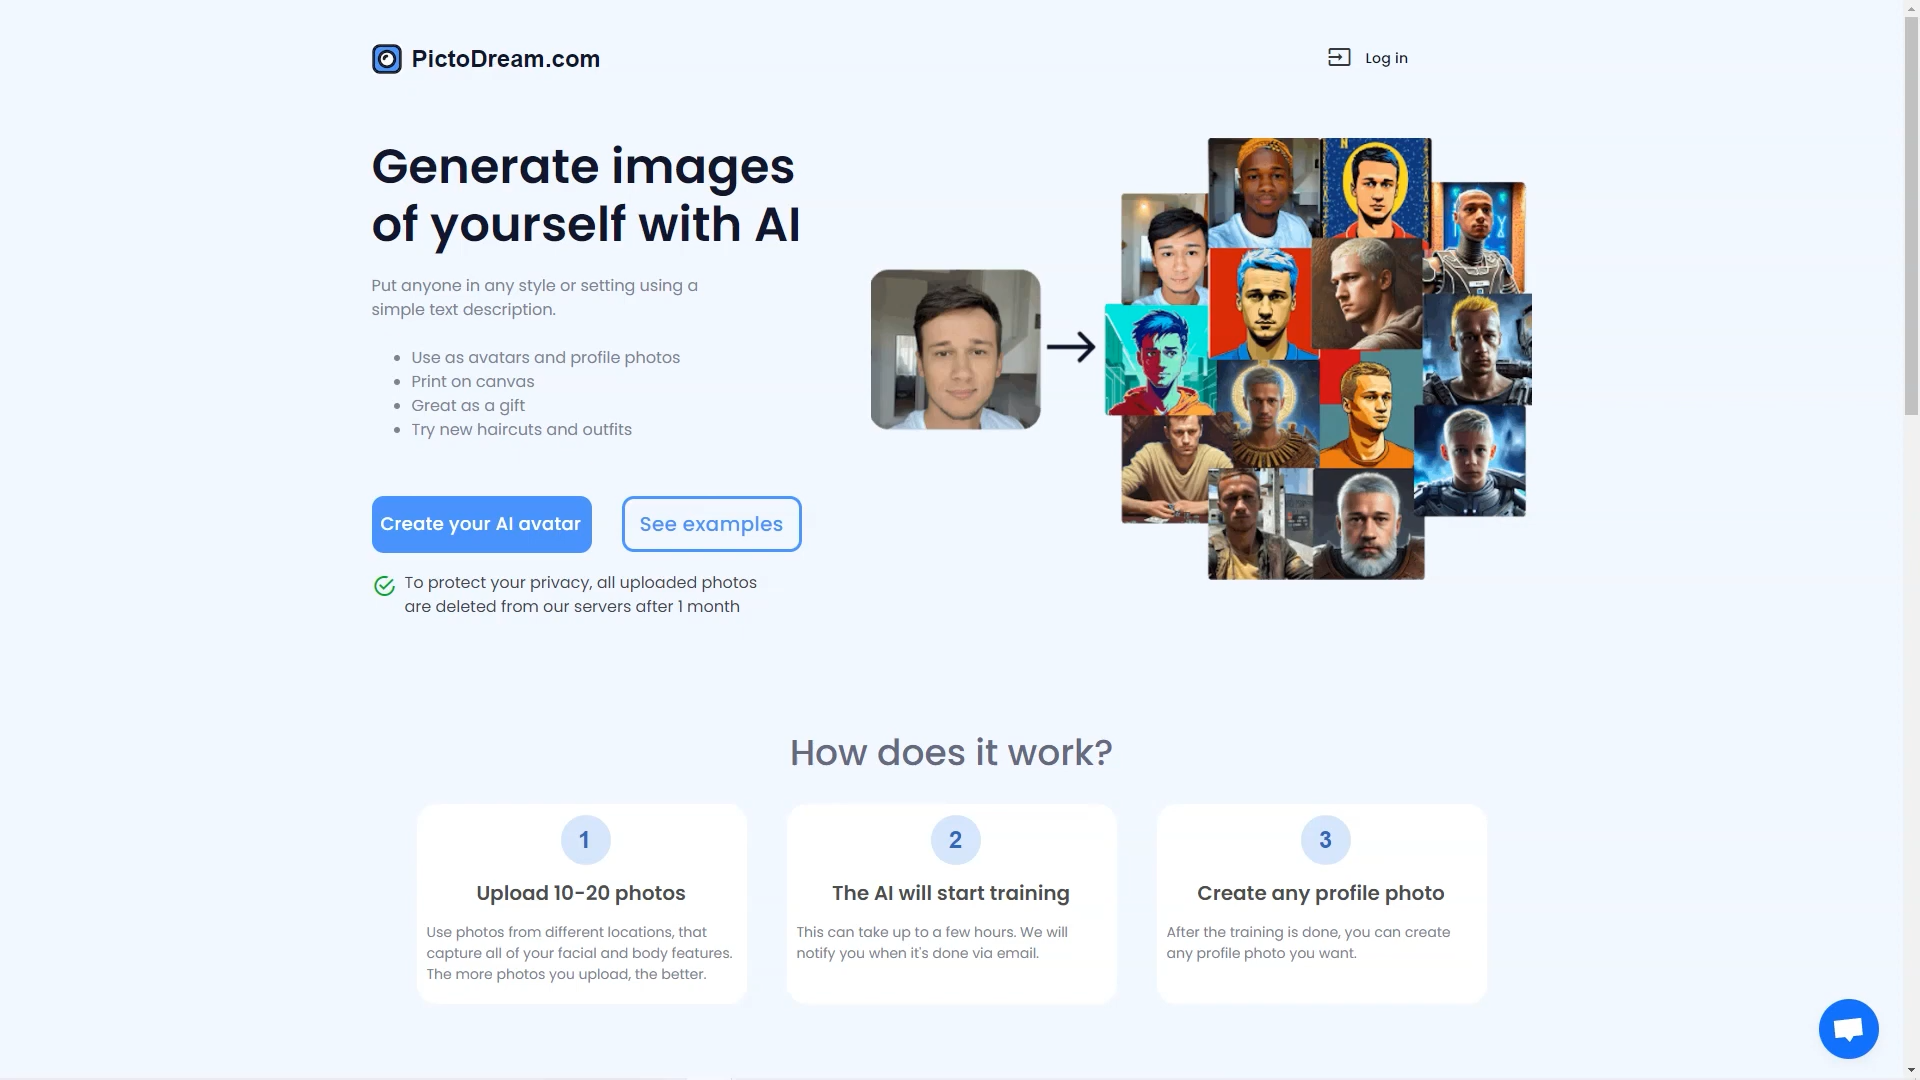 PictoDream.com
Log in
Generate images
of yourself with AI
Put anyone in any style or setting using a
simple text description.
Use as avatars and profile photos
Print on canvas
Great as a gift
Try new haircuts and outfits
Create your AI avatar
See examples
To protect your privacy, all uploaded photos
are deleted from our servers after 1 month
How does it work?
1
Upload 10-20 photos
Use photos from different locations, that
capture all of your facial and body features.
The more photos you upload, the better.
2
The AI will start training
This can take up to a few hours. We will
notify you when it's done via email.
3
Create any profile photo
After the training is done, you can create
any profile photo you want.